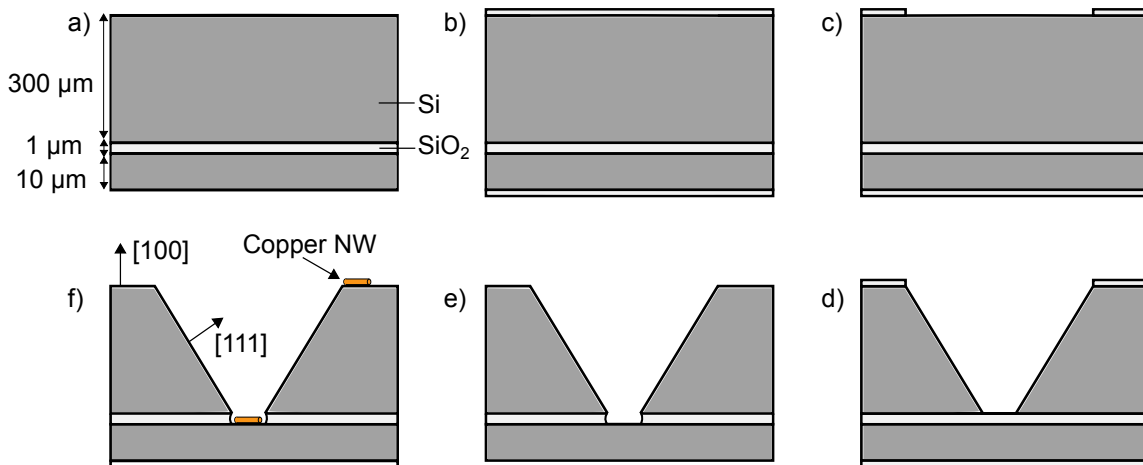 a)
300 µm
Si
1 µm
SiO₂
10 µm
b)
c)
[100]
Copper NW
f)
[111]
e)
d)